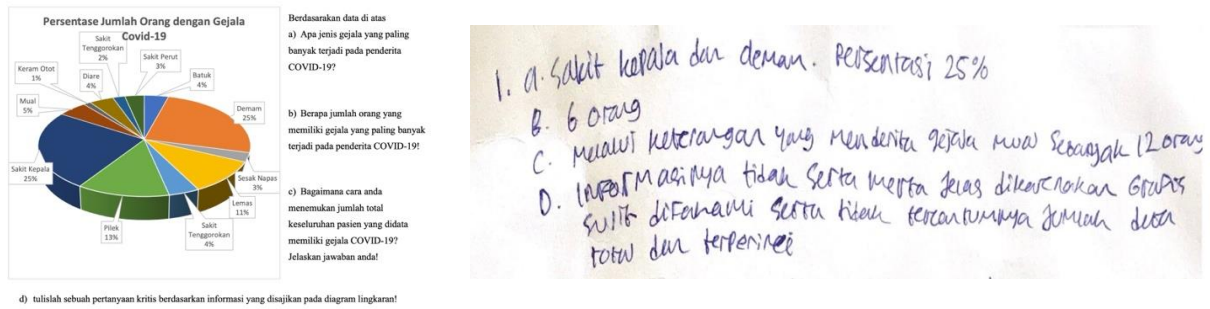 Persentase Jumlah Orang dengan Gejala
Covid-19
Sakit
Tenggorokan
2%
Sakit Perut
3%
Keram Otot
1%
Diare
4%
Batuk
4%
Mual
5%
Demam
25%
Sakit Kepala
25%
Sesak Napas
3%
Lemas
11%
Pilek
13%
Sakit
Tenggorokan
4%
Berdasarakan data di atas
a) Apa jenis gejala yang paling
banyak terjadi pada penderita
COVID-19?
b) Berapa jumlah orang yang
memiliki gejala yang paling banyak
terjadi pada penderita COVID-19!
c) Bagaimana cara anda
menemukan jumlah total
keseluruhan pasien yang didata
memiliki gejala COVID-19?
Jelaskan jawaban anda!
d) tulislah sebuah pertanyaan kritis berdasarkan informasi yang disajikan pada diagram lingkaran!
1. a. Sakit kepala dan deman. Persentasi 25%
B. 6 orang
C. Melalui keterangan yang menderita gejala mual sebanyak 12 orang
D. Informasinya tidak serta merta jelas dikarenakan Grafis
sulit difahami serta tidak tercantumnya jumlah data
total dan